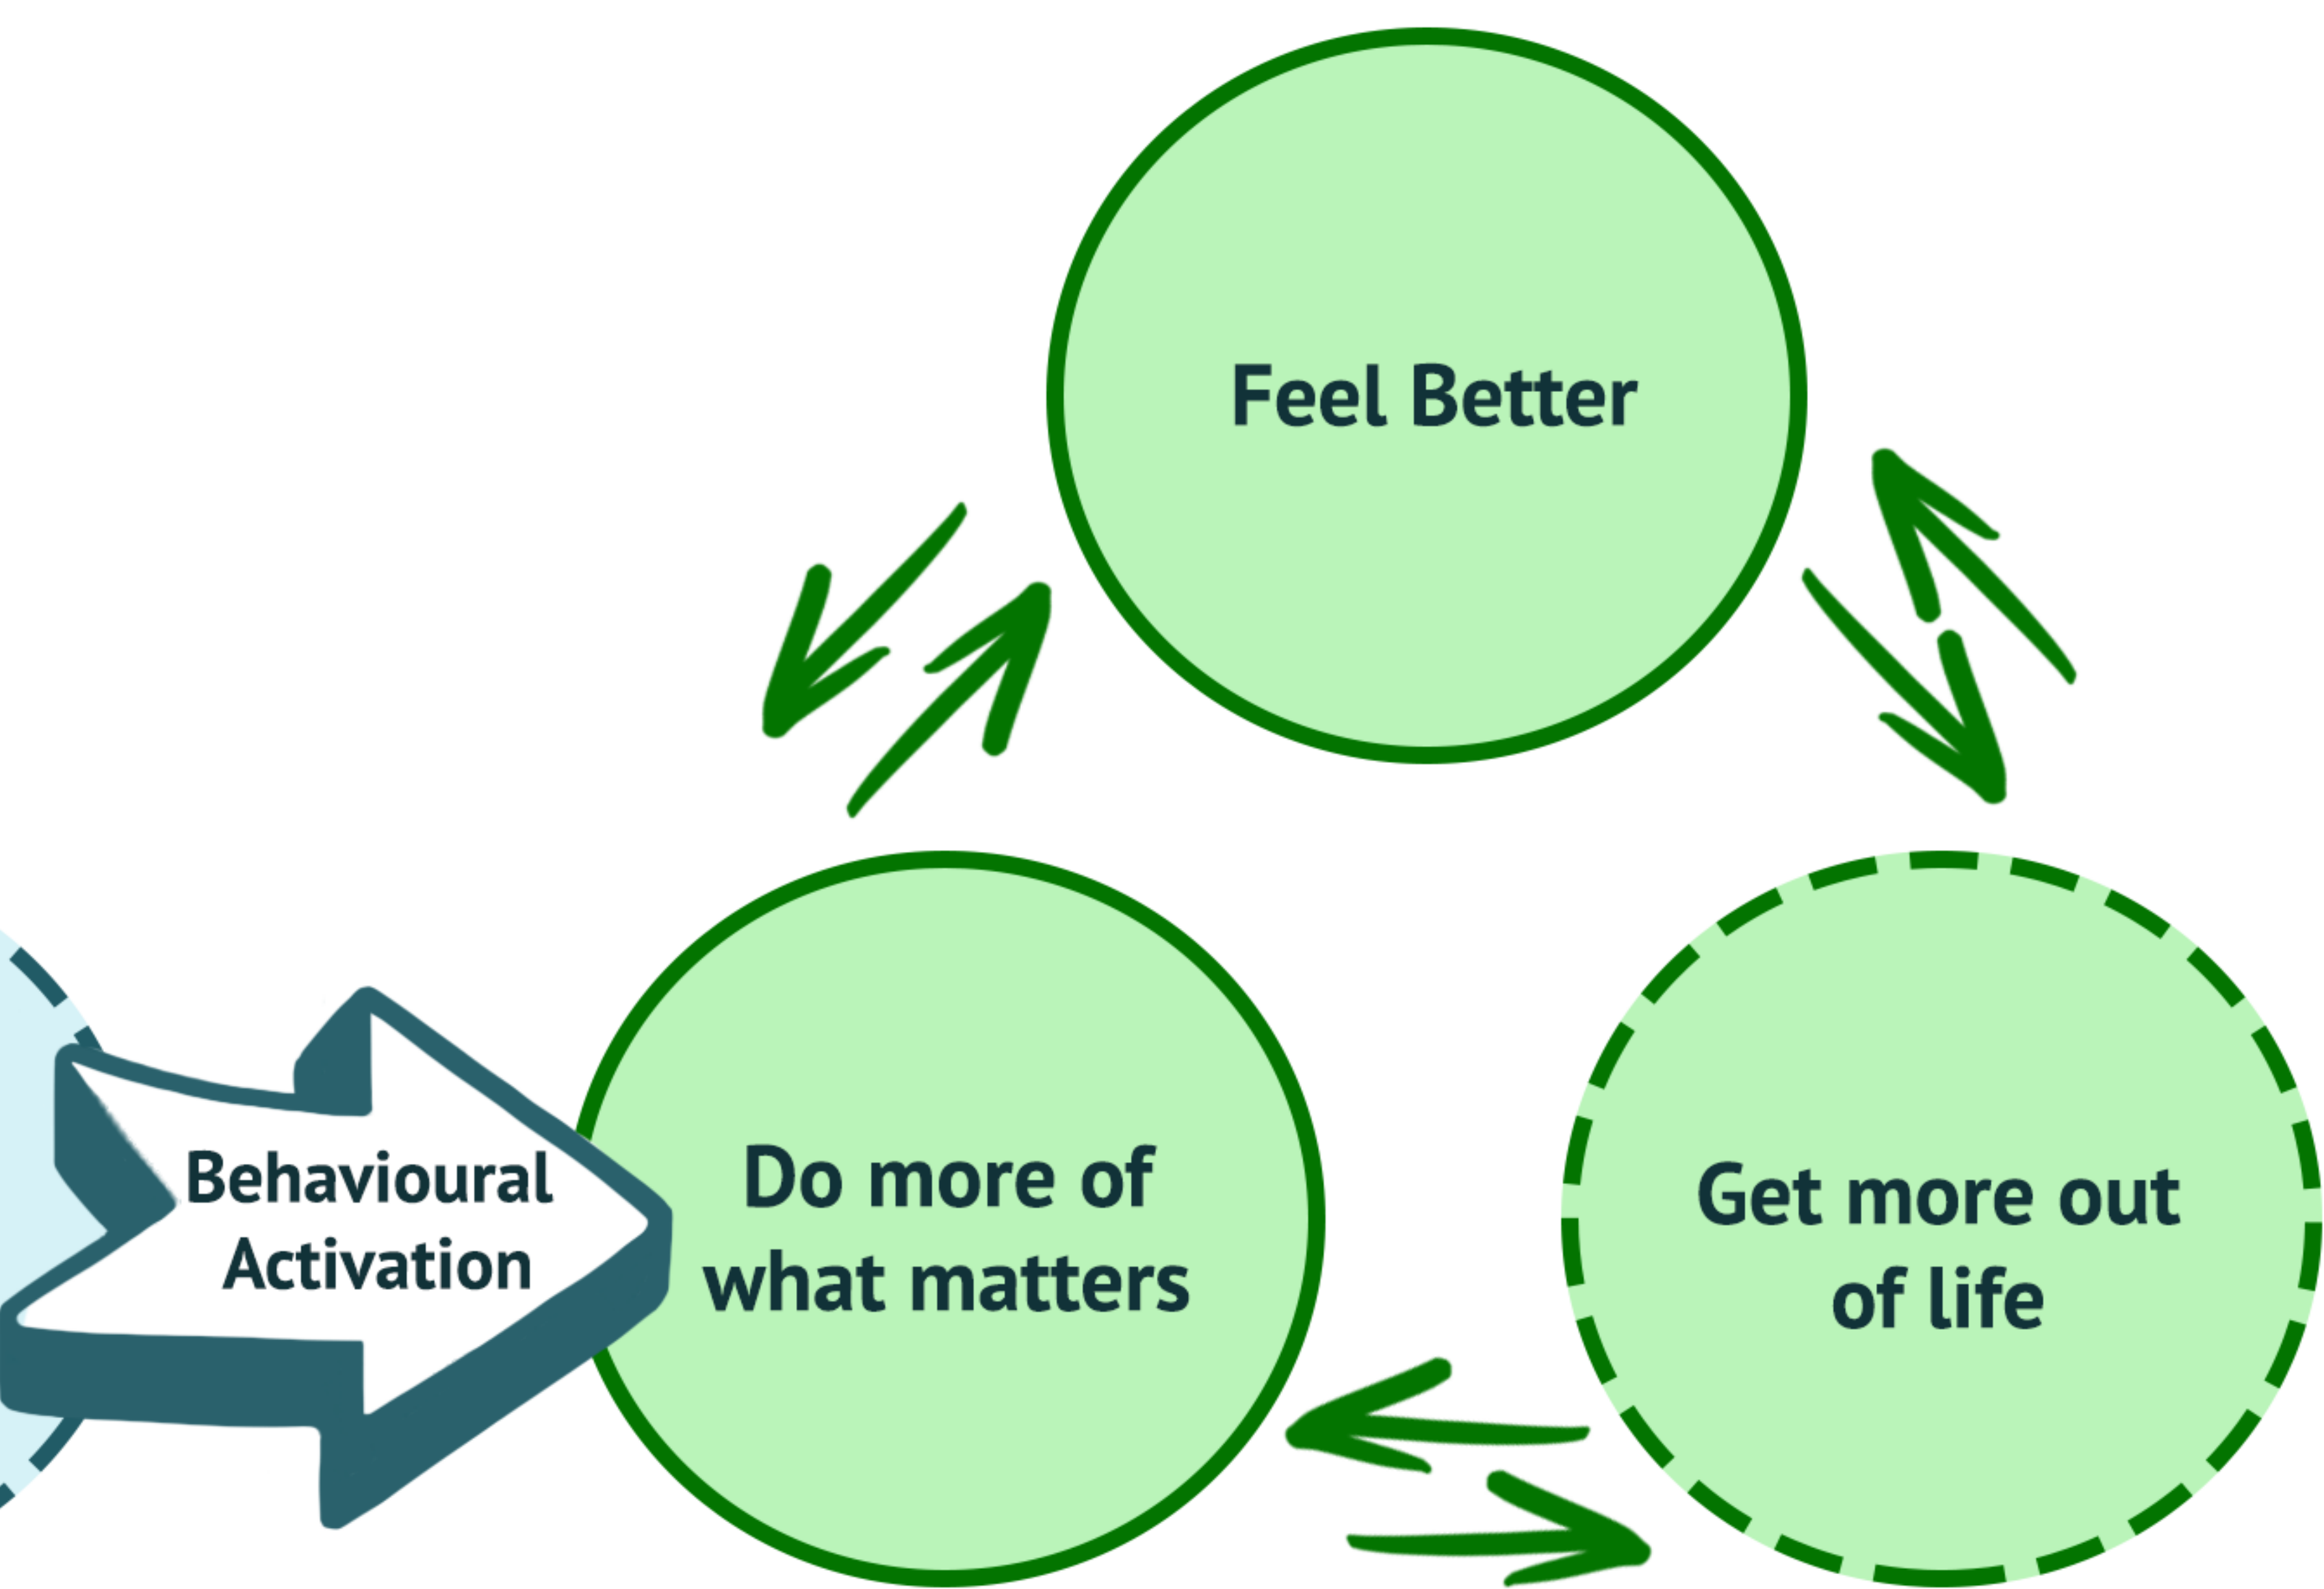 Feel Better
Behavioural
Activation
Do more of
what matters
Get more out
of life